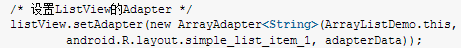 /* 设置ListView的Adapter */
listView.setAdapter(new ArrayAdapter<String>(ArrayListDemo.this,
android.R.layout.simple_list_item_1, adapterData));